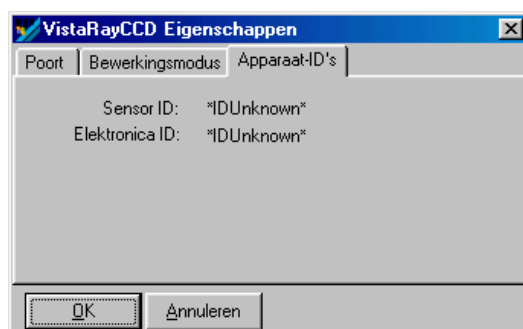 VistaRayCCD Eigenschappen
Poort Bewerkingsmodus Apparaat-ID's
Sensor ID: *IDUnknown*
Elektronica ID: *IDUnknown*
OK Annuleren